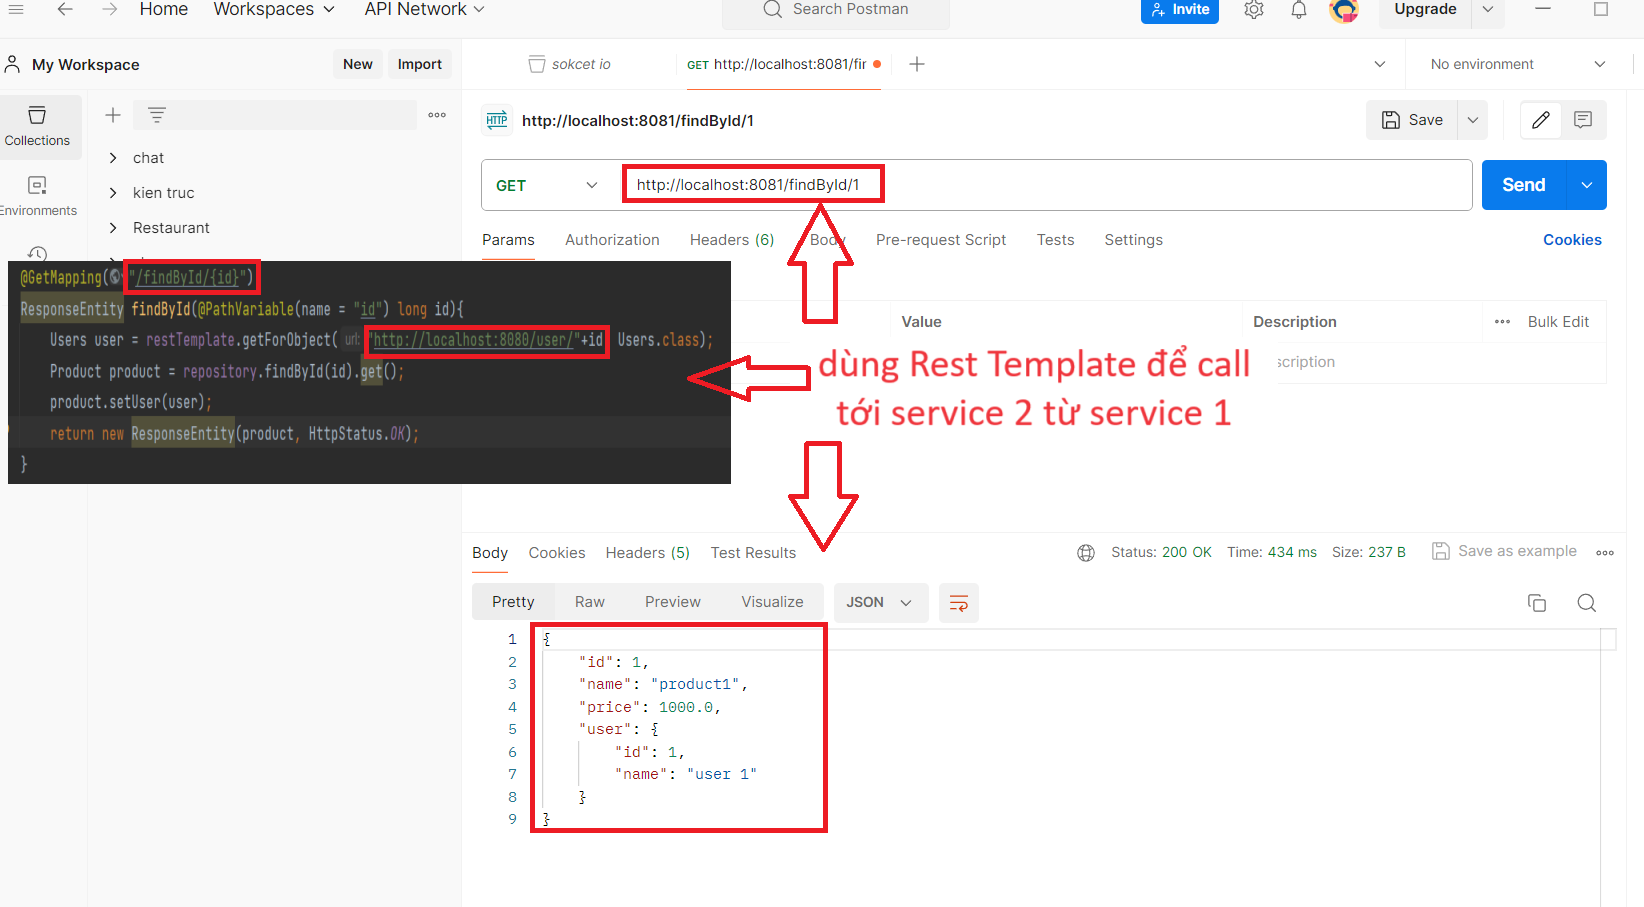 Home Workspaces API Network Search Postman Invite Upgrade
My Workspace New Import sokcet io GET http://localhost:8081/fir No environment
Collections
Environments
chat
kien truc
Restaurant
HTTP http://localhost:8081/findById/1 Save
GET http://localhost:8081/findById/1 Send
Params Authorization Headers (6) Body Pre-request Script Tests Settings Cookies
Value Description Bulk Edit
scription
@GetMapping("/findById/{id}")
ResponseEntity findById(@PathVariable(name = "id") long id){
Users user = restTemplate.getForObject( url: "http://localhost:8080/user/"+id Users.class);
Product product = repository.findById(id).get();
product.setUser(user);
return new ResponseEntity(product, HttpStatus.OK);
}
dùng Rest Template để call
tới service 2 từ service 1
Body Cookies Headers (5) Test Results Status: 200 OK Time: 434 ms Size: 237 B Save as example
Pretty Raw Preview Visualize JSON
1 {
2 "id": 1,
3 "name": "product1",
4 "price": 1000.0,
5 "user": {
6 "id": 1,
7 "name": "user 1"
8 }
9 }